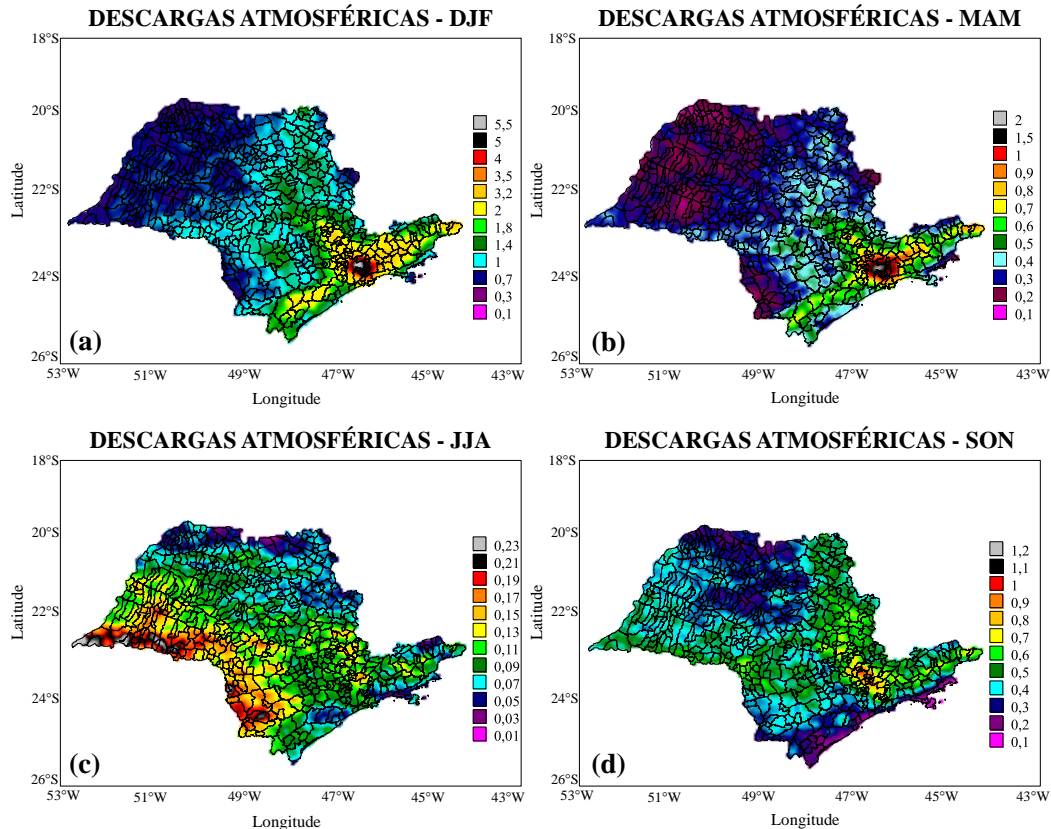 DESCARGAS ATMOSFÉRICAS - DJF
18°S
20°S
22°S
24°S
26°S
Latitude
53°W
51°W
49°W
47°W
45°W
43°W
Longitude
5,5
5
4
3,5
3,2
2
1,8
1,4
1
0,7
0,3
0,1
(a)
DESCARGAS ATMOSFÉRICAS - MAM
18°S
20°S
22°S
24°S
26°S
Latitude
53°W
51°W
49°W
47°W
45°W
43°W
Longitude
2
1,5
1
0,9
0,8
0,7
0,6
0,5
0,4
0,3
0,2
0,1
(b)
DESCARGAS ATMOSFÉRICAS - JJA
18°S
20°S
22°S
24°S
26°S
Latitude
53°W
51°W
49°W
47°W
45°W
43°W
Longitude
0,23
0,21
0,19
0,17
0,15
0,13
0,11
0,09
0,07
0,05
0,03
0,01
(c)
DESCARGAS ATMOSFÉRICAS - SON
18°S
20°S
22°S
24°S
26°S
Latitude
53°W
51°W
49°W
47°W
45°W
43°W
Longitude
1,2
1,1
1
0,9
0,8
0,7
0,6
0,5
0,4
0,3
0,2
0,1
(d)